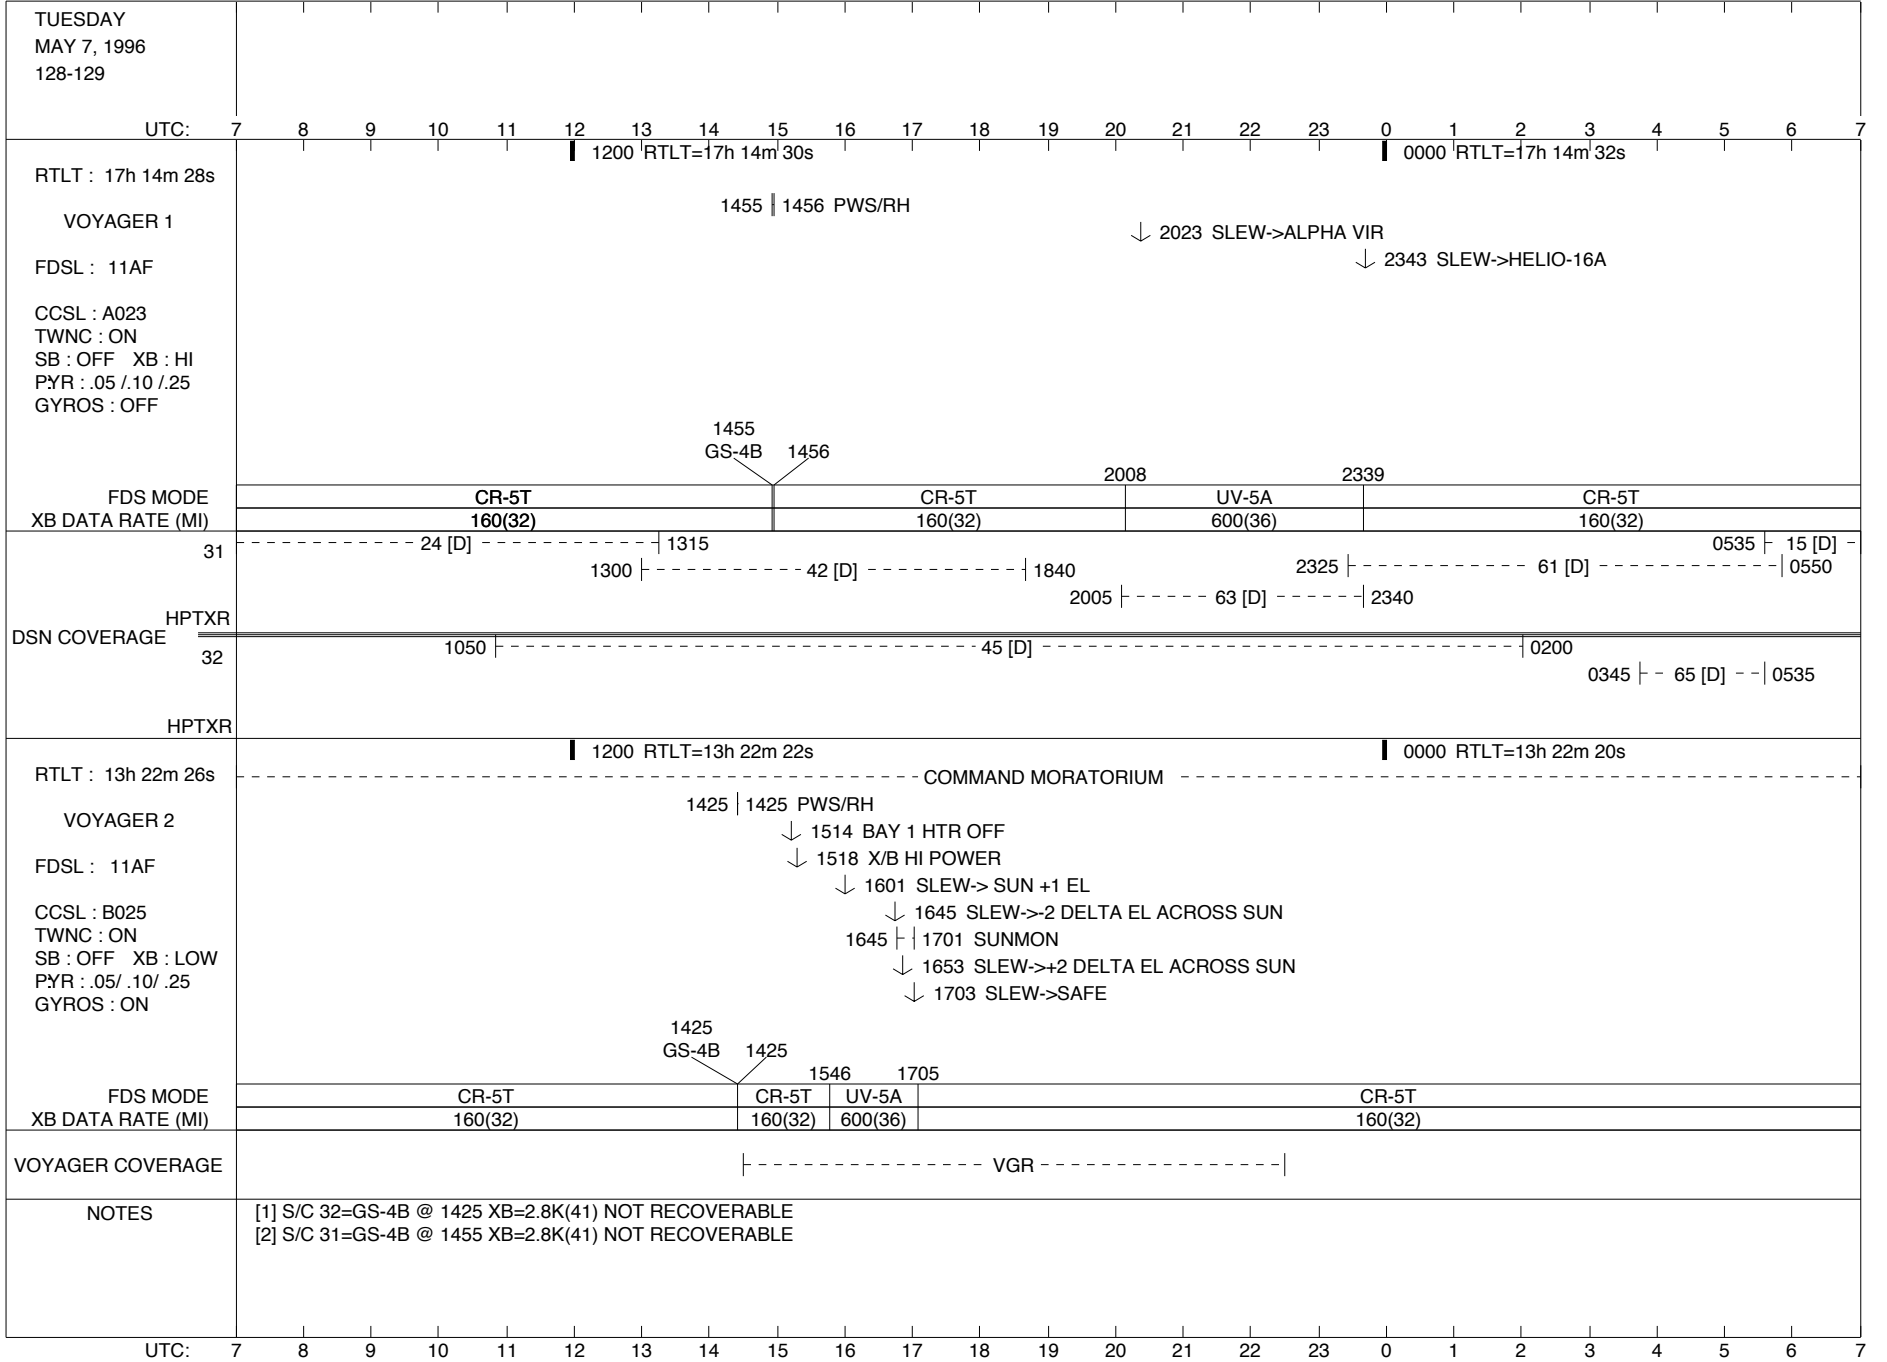 TUESDAY
MAY 7, 1996
128-129
UTC: 7 8 9 10 11 12 13 14 15 16 17 18 19 20 21 22 23 0 1 2 3 4 5 6 7
1200 RTLT=17h 14m 30s 0000 RTLT=17h 14m 32s
RTLT : 17h 14m 28s
1455 1456 PWS/RH
VOYAGER 1
2023 SLEW->ALPHA VIR
2343 SLEW->HELIO-16A
FDSL : 11AF
CCSL : A023
TWNC : ON
SB : OFF XB : HI
P:YR : .05 /.10 /.25
GYROS : OFF
1455
GS-4B 1456
2008 2339
FDS MODE CR-5T CR-5T UV-5A CR-5T
XB DATA RATE (MI) 160(32) 160(32) 600(36) 160(32)
31 24 [D] 1315 0535 15 [D]
1300 42 [D] 1840 2325 61 [D] 0550
2005 63 [D] 2340
HPTXR
DSN COVERAGE
32 1050 45 [D] 0200
0345 65 [D] 0535
HPTXR
1200 RTLT=13h 22m 22s 0000 RTLT=13h 22m 20s
RTLT : 13h 22m 26s COMMAND MORATORIUM
1425 1425 PWS/RH
VOYAGER 2
1514 BAY 1 HTR OFF
1518 X/B HI POWER
FDSL : 11AF
1601 SLEW-> SUN +1 EL
CCSL : B025
1645 SLEW->-2 DELTA EL ACROSS SUN
TWNC : ON
1645 1701 SUNMON
SB : OFF XB : LOW
1653 SLEW->+2 DELTA EL ACROSS SUN
P:YR : .05/ .10/ .25
1703 SLEW->SAFE
GYROS : ON
1425
GS-4B 1425
1546 1705
FDS MODE CR-5T CR-5T UV-5A CR-5T
XB DATA RATE (MI) 160(32) 160(32) 600(36) 160(32)
VOYAGER COVERAGE VGR
NOTES [1] S/C 32=GS-4B @ 1425 XB=2.8K(41) NOT RECOVERABLE
[2] S/C 31=GS-4B @ 1455 XB=2.8K(41) NOT RECOVERABLE
UTC: 7 8 9 10 11 12 13 14 15 16 17 18 19 20 21 22 23 0 1 2 3 4 5 6 7